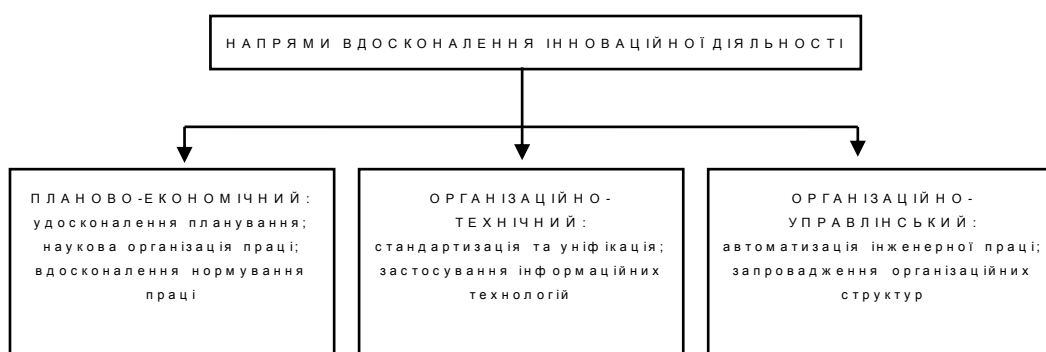 НАПРЯМИ ВДОСКОНАЛЕННЯ ІННОВАЦІЙНОЇ ДІЯЛЬНОСТІ
ПЛАНОВО-ЕКОНОМІЧНИЙ:
удосконалення планування;
наукова організація праці;
вдосконалення нормування
праці
ОРГАНІЗАЦІЙНО-
ТЕХНІЧНИЙ:
стандартизація та уніфікація;
застосування інформаційних
технологій
ОРГАНІЗАЦІЙНО-
УПРАВЛІНСЬКИЙ:
автоматизація інженерної праці;
запровадження організаційних
структур